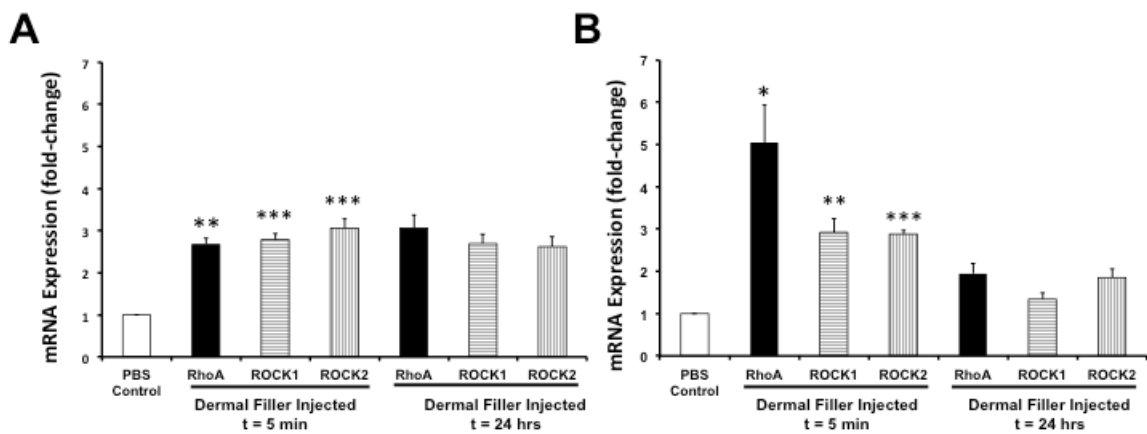 A
mRNA Expression (fold-change)
7
6
5
4
3
2
1
0
**
***
***
PBS Control
RhoA
ROCK1
ROCK2
RhoA
ROCK1
ROCK2
Dermal Filler Injected
t = 5 min
Dermal Filler Injected
t = 24 hrs
B
mRNA Expression (fold-change)
7
6
5
4
3
2
1
0
*
**
***
PBS Control
RhoA
ROCK1
ROCK2
RhoA
ROCK1
ROCK2
Dermal Filler Injected
t = 5 min
Dermal Filler Injected
t = 24 hrs